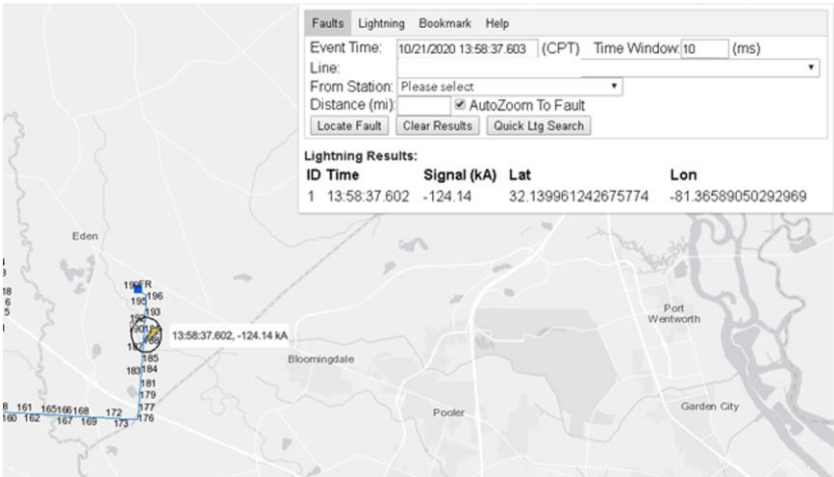 Faults Lightning Bookmark Help
Event Time: 10/21/2020 13:58:37.603 (CPT) Time Window: 10 (ms)
Line:
From Station: Please select
Distance (mi): AutoZoom To Fault
Locate Fault Clear Results Quick Ltg Search
Lightning Results:
ID Time Signal (kA) Lat Lon
1 13:58:37.602 -124.14 32.139961242675774 -81.36589050292969
Eden
18
6
5
196
195
193
192
13:58:37.602, -124.14 kA
185
183 184
181
179
177
176
161 165 166 168 172
160 162 167 169 173
Bloomingdale
Port
Wentworth
Pooler
Garden City